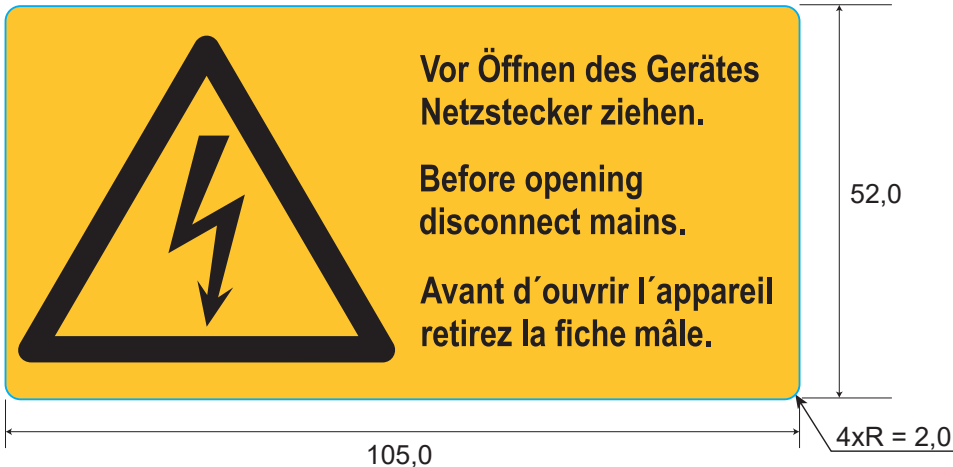 Vor Öffnen des Gerätes
Netzstecker ziehen.
Before opening
disconnect mains.
Avant d´ouvrir l´appareil
retirez la fiche mâle.
52,0
105,0
4xR = 2,0